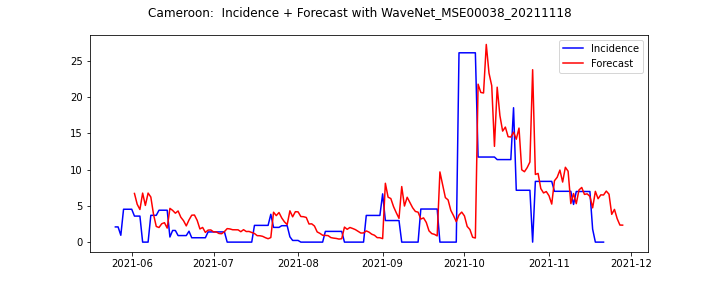 Cameroon:  Incidence + Forecast with WaveNet_MSE00038_20211118
Incidence
Forecast
25
20
15
10
5
0
2021-06 2021-07 2021-08 2021-09 2021-10 2021-11 2021-12